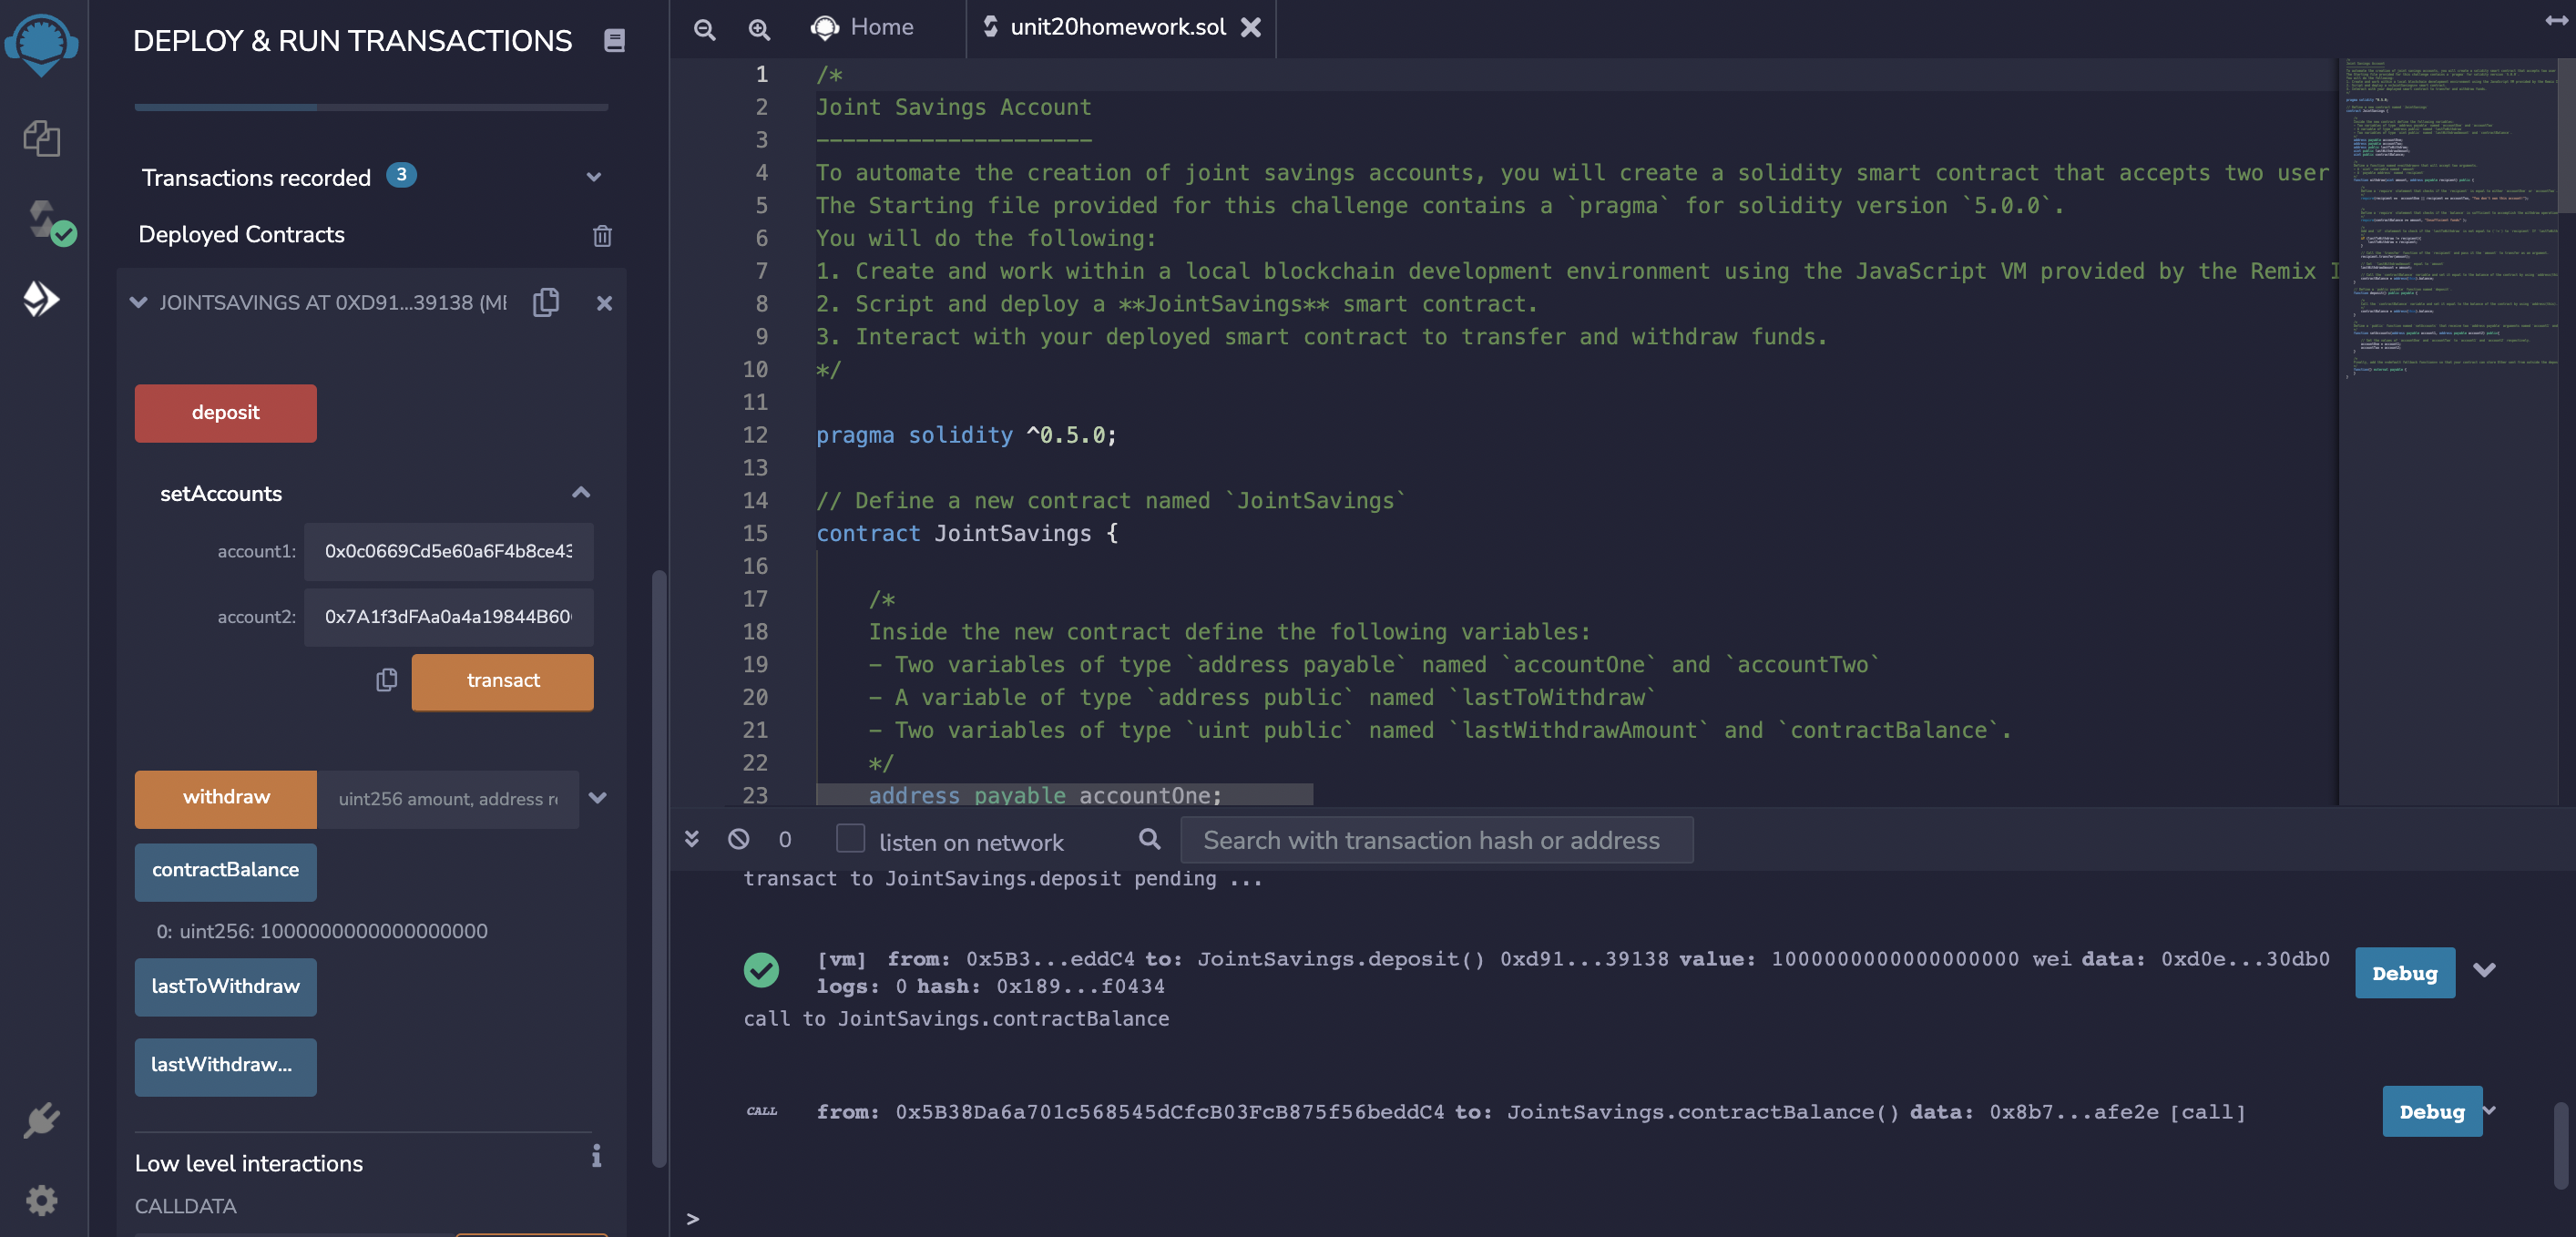 DEPLOY & RUN TRANSACTIONS
Transactions recorded 3
Deployed Contracts
JOINTSAVINGS AT 0XD91...39138 (ME
deposit
setAccounts
account1: 0x0c0669Cd5e60a6F4b8ce43
account2: 0x7A1f3dFAa0a4a19844B60
transact
withdraw uint256 amount, address re
contractBalance
0: uint256: 1000000000000000000
lastToWithdraw
lastWithdraw...
Low level interactions
CALLDATA
Home
unit20homework.sol
1 /*
2 Joint Savings Account
3 ---------------------
4 To automate the creation of joint savings accounts, you will create a solidity smart contract that accepts two user
5 The Starting file provided for this challenge contains a `pragma` for solidity version `5.0.0`.
6 You will do the following:
7 1. Create and work within a local blockchain development environment using the JavaScript VM provided by the Remix I
8 2. Script and deploy a **JointSavings** smart contract.
9 3. Interact with your deployed smart contract to transfer and withdraw funds.
10 */
11
12 pragma solidity ^0.5.0;
13
14 // Define a new contract named `JointSavings`
15 contract JointSavings {
16
17 /*
18 Inside the new contract define the following variables:
19 - Two variables of type `address payable` named `accountOne` and `accountTwo`
20 - A variable of type `address public` named `lastToWithdraw`
21 - Two variables of type `uint public` named `lastWithdrawAmount` and `contractBalance`.
22 */
23 address payable accountOne;
0 listen on network Search with transaction hash or address
transact to JointSavings.deposit pending ...
[vm] from: 0x5B3...eddC4 to: JointSavings.deposit() 0xd91...39138 value: 1000000000000000000 wei data: 0xd0e...30db0
logs: 0 hash: 0x189...f0434
Debug
call to JointSavings.contractBalance
CALL from: 0x5B38Da6a701c568545dCfcB03FcB875f56beddC4 to: JointSavings.contractBalance() data: 0x8b7...afe2e [call]
Debug
>